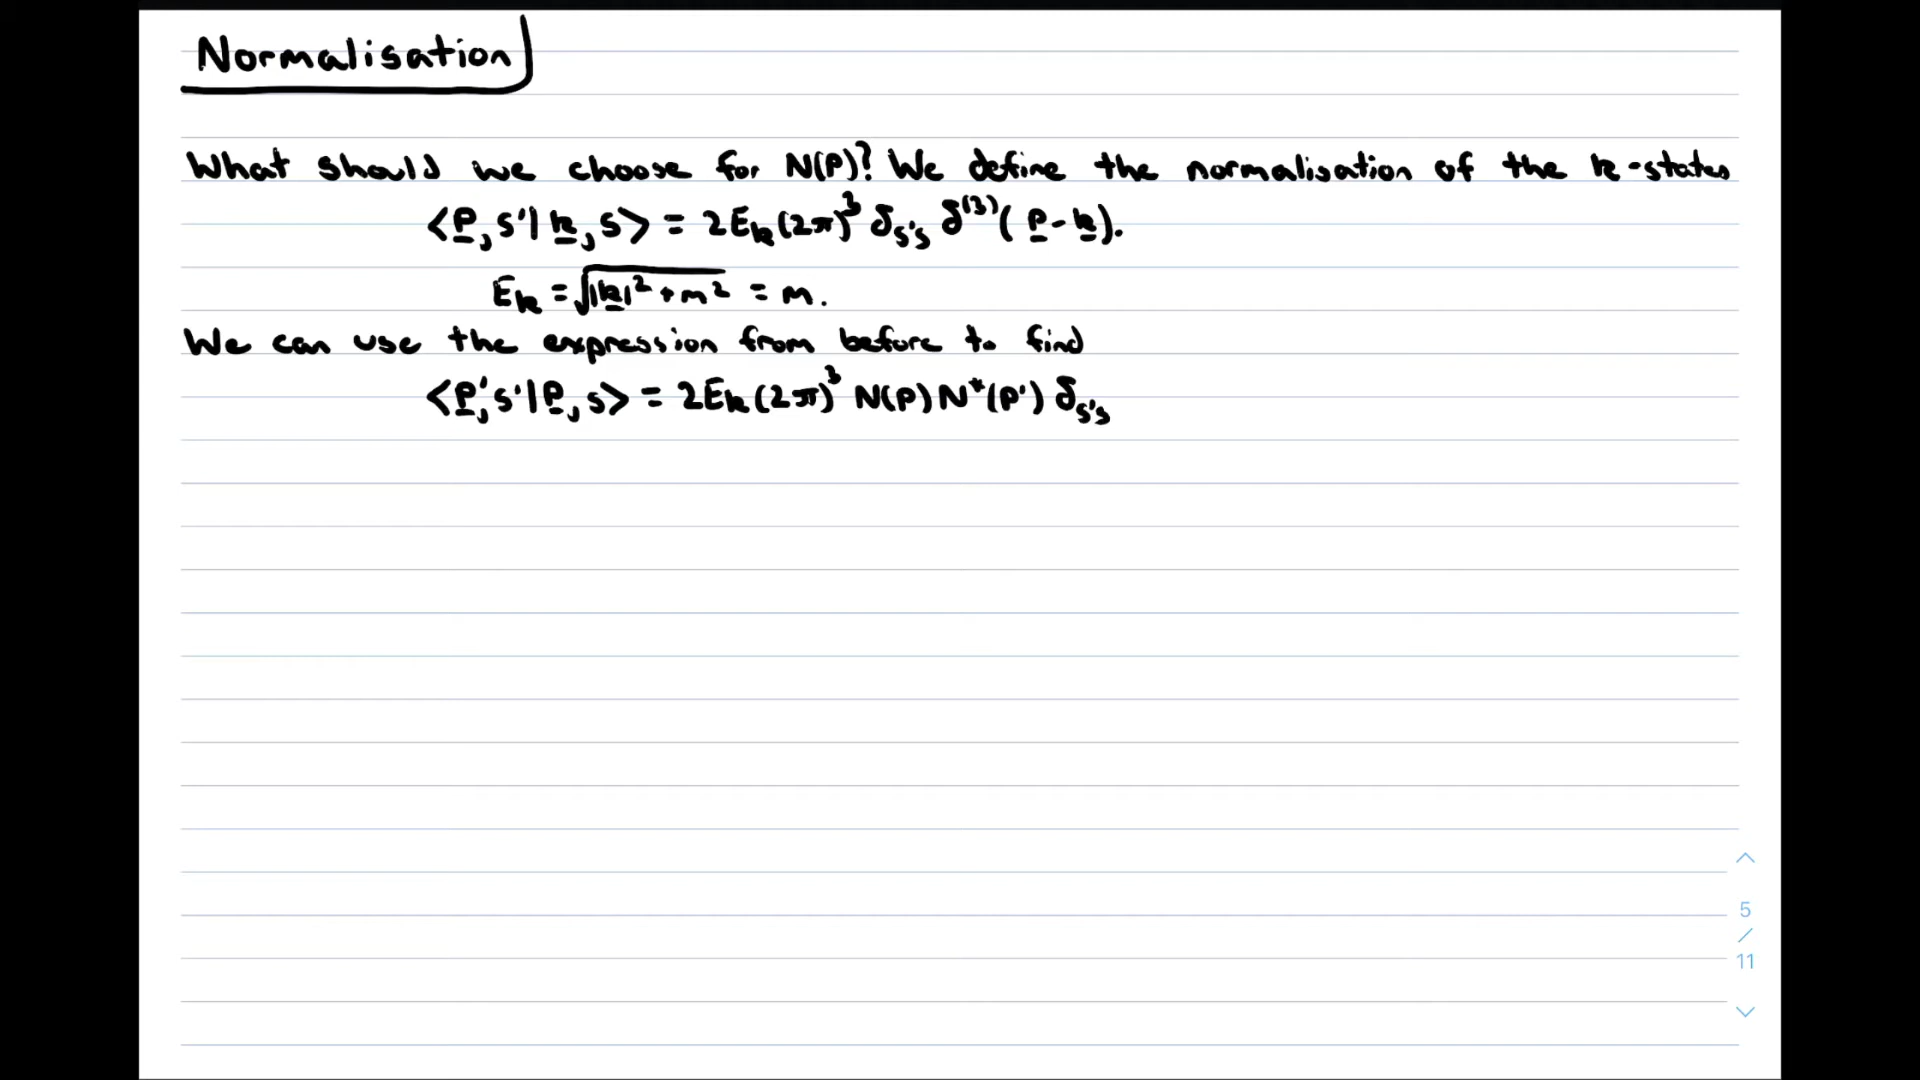 Normalisation
What should we choose for N(p)? We define the normalisation of the k-states
<p, s'|k, s> = 2E_k(2π)³ δ_s's δ⁽³⁾(p-k).
E_k = √|k|² + m² = m.
We can use the expression from before to find
<p', s'|p, s> = 2E_k(2π)³ N(p) N*(p') δ_s's
5
/
11